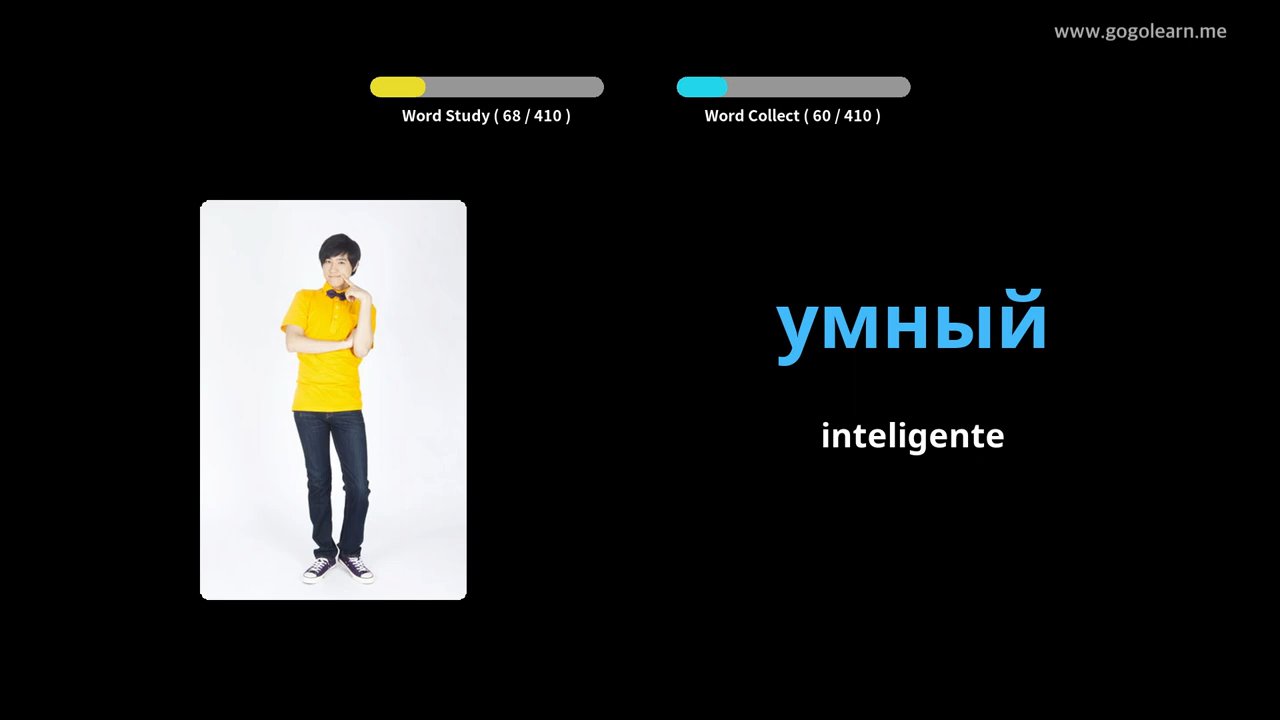 www.gogolearn.me
Word Study ( 68 / 410 )
Word Collect ( 60 / 410 )
умный
inteligente